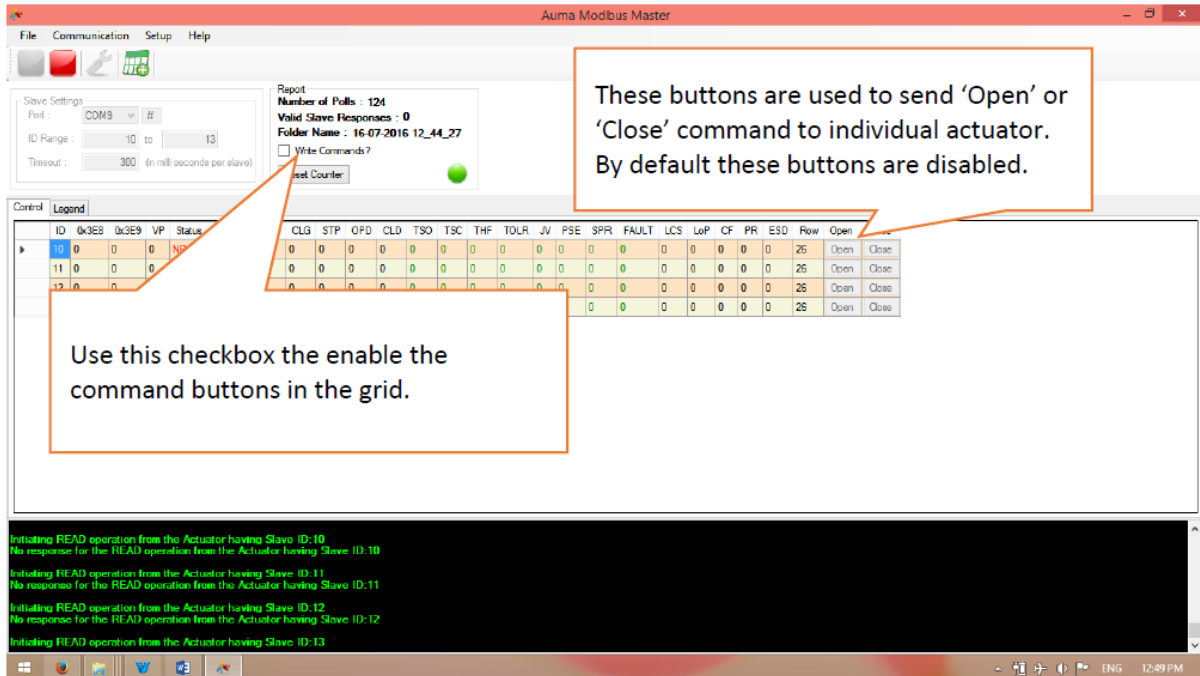 Auma Modbus Master
File Communication Setup Help
Slave Settings
Port : COM9 #
ID Range : 10 to 13
Timeout : 300 (in milli seconds per slave)
Report
Number of Polls : 124
Valid Slave Responses : 0
Folder Name : 16-07-2016 12_44_27
Write Commands?
Counter
These buttons are used to send ‘Open’ or
‘Close’ command to individual actuator.
By default these buttons are disabled.
Control Legend
ID 0x3E8 0x3E9 VP Status CLG STP OPD CLD TSO TSC THF TOLR JV PSE SPR FAULT LCS LoP CF PR ESD Row Open
10 0 0 0 0 0 0 0 0 0 0 0 0 0 0 0 0 0 0 0 0 26 Open Close
11 0 0 0 0 0 0 0 0 0 0 0 0 0 0 0 0 0 0 0 0 26 Open Close
12 0 0 0 0 0 0 0 0 0 0 0 0 0 0 0 0 0 0 0 26 Open Close
0 0 0 0 0 0 0 26 Open Close
Use this checkbox the enable the
command buttons in the grid.
Initiating READ operation from the Actuator having Slave ID:10
No response for the READ operation from the Actuator having Slave ID:10
Initiating READ operation from the Actuator having Slave ID:11
No response for the READ operation from the Actuator having Slave ID:11
Initiating READ operation from the Actuator having Slave ID:12
No response for the READ operation from the Actuator having Slave ID:12
Initiating READ operation from the Actuator having Slave ID:13
ENG 12:49 PM